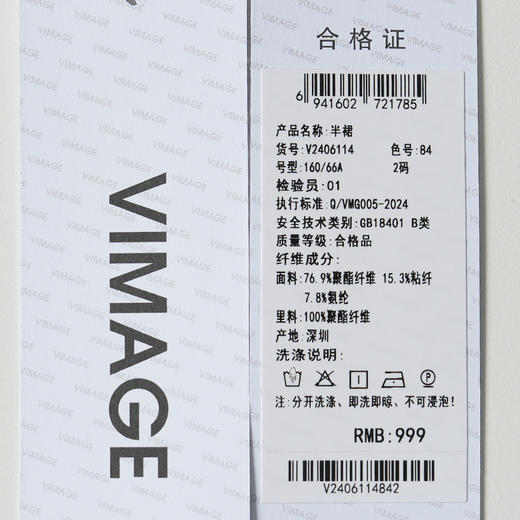 VIMAGE
合格证
6 941602 721785
产品名称:半裙
货号:V2406114 色号:84
号型:160/66A 2码
检验员:01
执行标准:Q/VMG005-2024
安全技术类别:GB18401 B类
质量等级:合格品
纤维成分:
面料:76.9%聚酯纤维 15.3%粘纤
7.8%氨纶
里料:100%聚酯纤维
产地:深圳
洗涤说明:
注:分开洗涤、即洗即晾、不可浸泡!
RMB:999
V2406114842